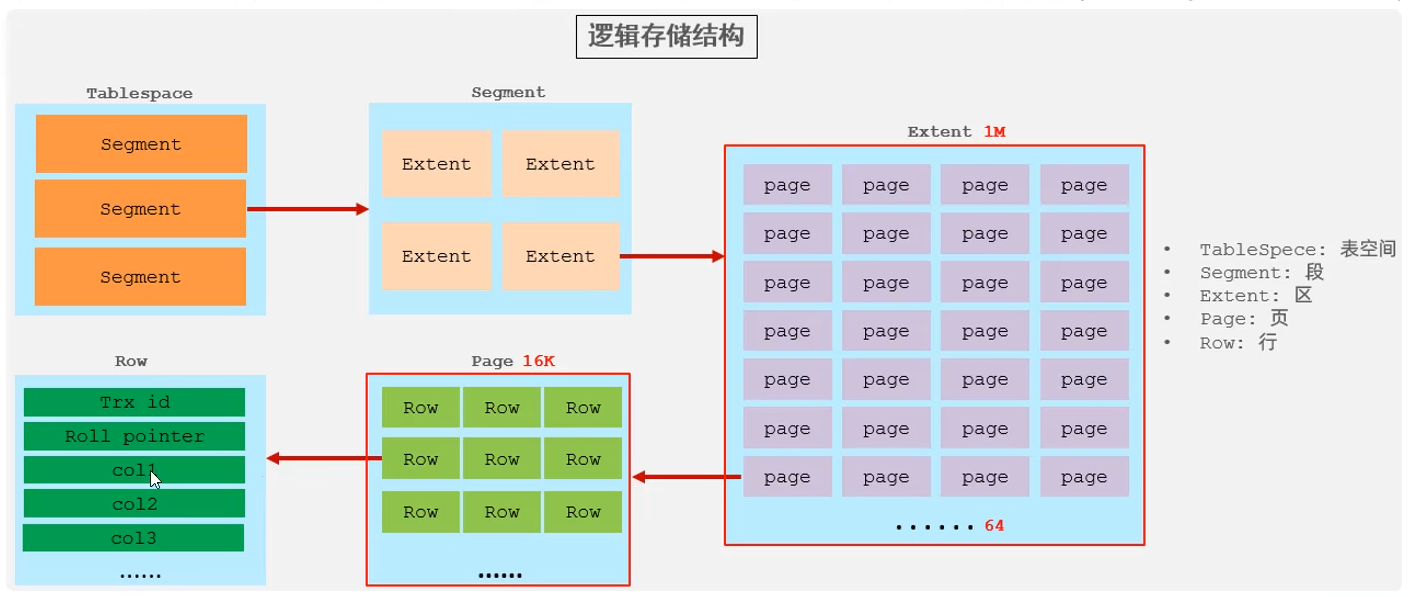 逻辑存储结构
Tablespace
Segment
Segment
Segment
Segment
Extent Extent
Extent Extent
Extent 1M
page page page page
page page page page
page page page page
page page page page
page page page page
page page page page
page page page page
...... 64
• TableSpece: 表空间
• Segment: 段
• Extent: 区
• Page: 页
• Row: 行
Row
Trx id
Roll pointer
col1
col2
col3
......
Page 16K
Row Row Row
Row Row Row
Row Row Row
......